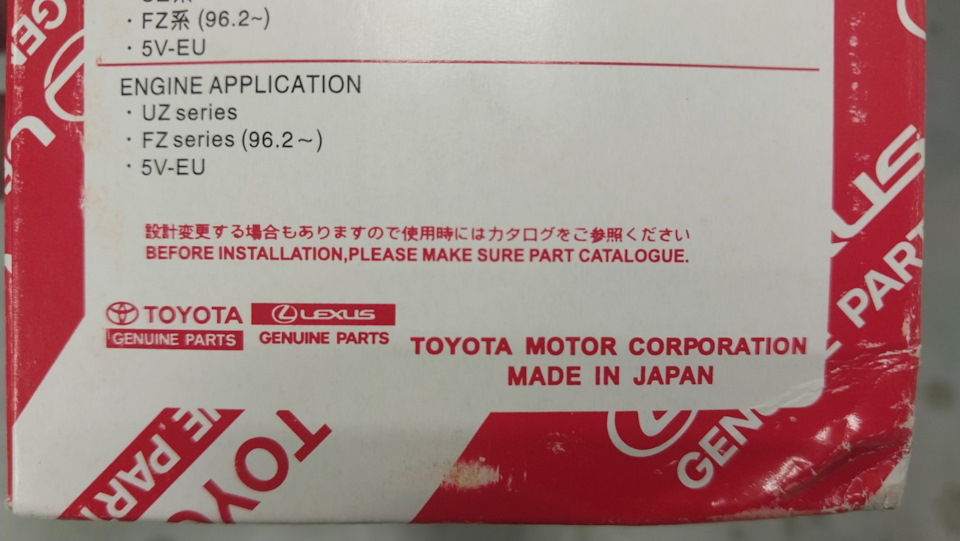 ・FZ系 (96.2~)
・5V-EU
ENGINE APPLICATION
・UZ series
・FZ series (96.2~)
・5V-EU
設計変更する場合もありますので使用時にはカタログをご参照ください
BEFORE INSTALLATION,PLEASE MAKE SURE PART CATALOGUE.
TOYOTA
GENUINE PARTS
LEXUS
GENUINE PARTS
TOYOTA MOTOR CORPORATION
MADE IN JAPAN